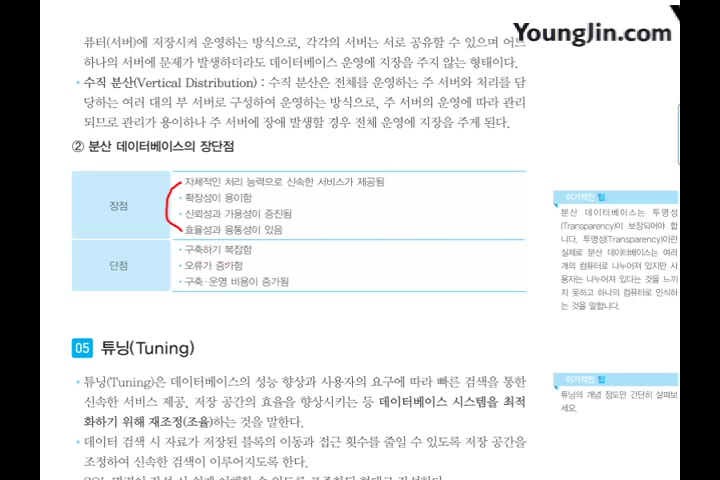 YoungJin.com
퓨터(서버)에 저장시켜 운영하는 방식으로, 각각의 서버는 서로 공유할 수 있으며 어느
하나의 서버에 문제가 발생하더라도 데이터베이스 운영에 지장을 주지 않는 형태이다.
• 수직 분산(Vertical Distribution) : 수직 분산은 전체를 운영하는 주 서버와 처리를 담
당하는 여러 대의 부 서버로 구성하여 운영하는 방식으로, 주 서버의 운영에 따라 관리
되므로 관리가 용이하나 주 서버에 장애 발생할 경우 전체 운영에 지장을 주게 된다.
② 분산 데이터베이스의 장단점
장점
• 자체적인 처리 능력으로 신속한 서비스가 제공됨
• 확장성이 용이함
• 신뢰성과 가용성이 증진됨
• 효율성과 융통성이 있음
단점
• 구축하기 복잡함
• 오류가 증가함
• 구축·운영 비용이 증가됨
이기적인 팁
분산 데이터베이스는 투명성
(Transparency)이 보장되어야 합
니다. 투명성(Transparency)이란
실제로 분산 데이터베이스는 여러
개의 컴퓨터로 나누어져 있지만 사
용자는 나누어져 있다는 것을 느끼
지 못하고 하나의 컴퓨터로 인식하
는 것을 말합니다.
05 튜닝(Tuning)
• 튜닝(Tuning)은 데이터베이스의 성능 향상과 사용자의 요구에 따라 빠른 검색을 통한
신속한 서비스 제공, 저장 공간의 효율을 향상시키는 등 데이터베이스 시스템을 최적
화하기 위해 재조정(조율)하는 것을 말한다.
• 데이터 검색 시 자료가 저장된 블록의 이동과 접근 횟수를 줄일 수 있도록 저장 공간을
조정하여 신속한 검색이 이루어지도록 한다.
이기적인 팁
튜닝의 개념 정도만 간단히 살펴보
세요.